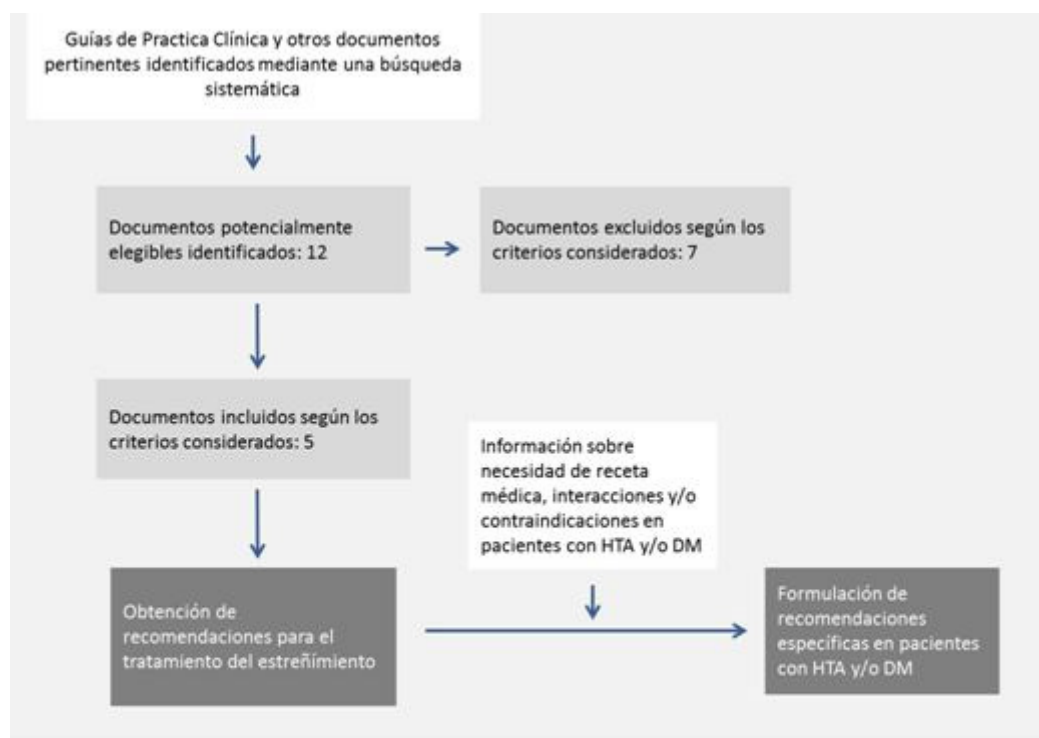 Guías de Practica Clínica y otros documentos
pertinentes identificados mediante una búsqueda
sistemática
Documentos potencialmente
elegibles identificados: 12
Documentos excluidos según los
criterios considerados: 7
Documentos incluidos según los
criterios considerados: 5
Información sobre
necesidad de receta
médica, interacciones y/o
contraindicaciones en
pacientes con HTA y/o DM
Obtención de
recomendaciones para el
tratamiento del estreñímiento
Formulación de
recomendaciones
específicas en pacientes
con HTA y/o DM